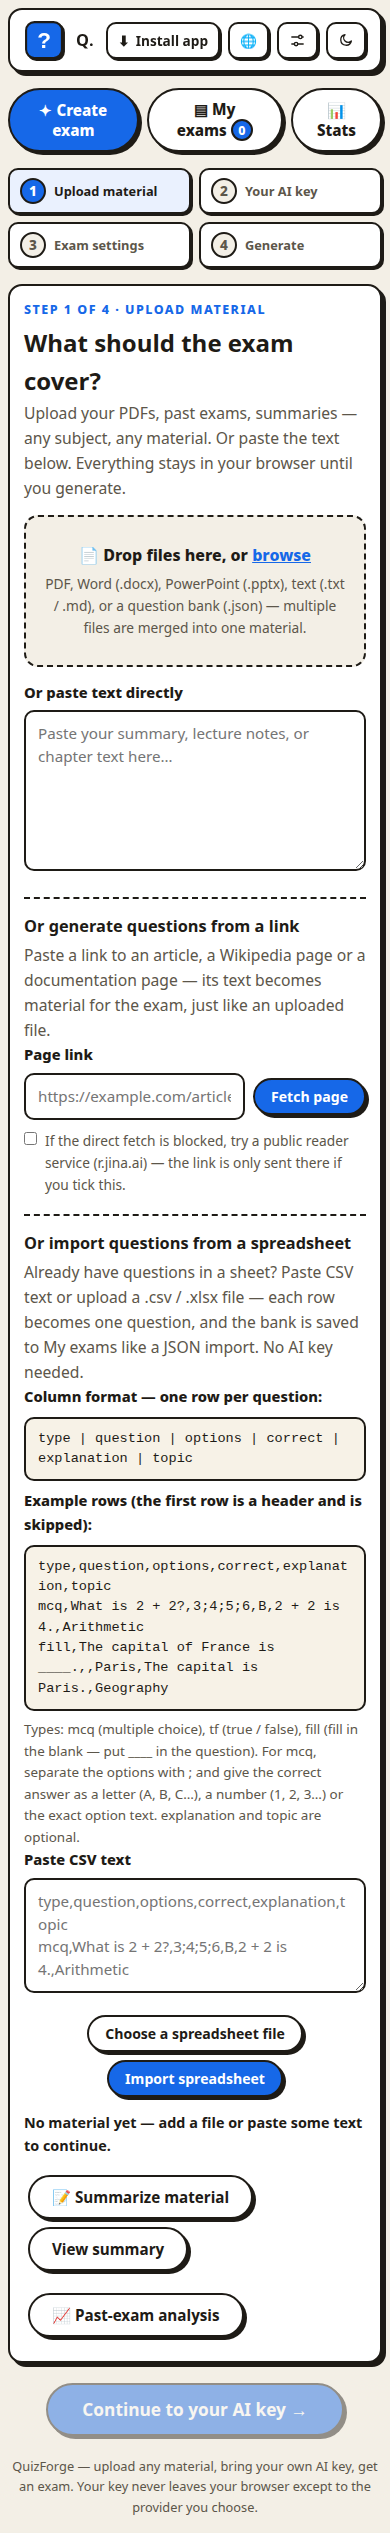 ? Q. ⬇ Install app 🌐
✦ Create exam
▤ My exams 0
📊 Stats
1 Upload material
2 Your AI key
3 Exam settings
4 Generate
STEP 1 OF 4 · UPLOAD MATERIAL
What should the exam
cover?
Upload your PDFs, past exams, summaries —
any subject, any material. Or paste the text
below. Everything stays in your browser until
you generate.
📄 Drop files here, or browse
PDF, Word (.docx), PowerPoint (.pptx), text (.txt
/ .md), or a question bank (.json) — multiple
files are merged into one material.
Or paste text directly
Paste your summary, lecture notes, or
chapter text here...
Or generate questions from a link
Paste a link to an article, a Wikipedia page or a
documentation page — its text becomes
material for the exam, just like an uploaded
file.
Page link
https://example.com/article
Fetch page
If the direct fetch is blocked, try a public reader
service (r.jina.ai) — the link is only sent there if
you tick this.
Or import questions from a spreadsheet
Already have questions in a sheet? Paste CSV
text or upload a .csv / .xlsx file — each row
becomes one question, and the bank is saved
to My exams like a JSON import. No AI key
needed.
Column format — one row per question:
type | question | options | correct |
explanation | topic
Example rows (the first row is a header and is
skipped):
type,question,options,correct,explanat
ion,topic
mcq,What is 2 + 2?,3;4;5;6,B,2 + 2 is
4.,Arithmetic
fill,The capital of France is
____.,,Paris,The capital is
Paris.,Geography
Types: mcq (multiple choice), tf (true / false), fill (fill in
the blank — put ____ in the question). For mcq,
separate the options with ; and give the correct
answer as a letter (A, B, C...), a number (1, 2, 3...) or
the exact option text. explanation and topic are
optional.
Paste CSV text
type,question,options,correct,explanation,t
opic
mcq,What is 2 + 2?,3;4;5;6,B,2 + 2 is
4.,Arithmetic
Choose a spreadsheet file
Import spreadsheet
No material yet — add a file or paste some text
to continue.
📝 Summarize material
View summary
📈 Past-exam analysis
Continue to your AI key →
QuizForge — upload any material, bring your own AI key, get
an exam. Your key never leaves your browser except to the
provider you choose.